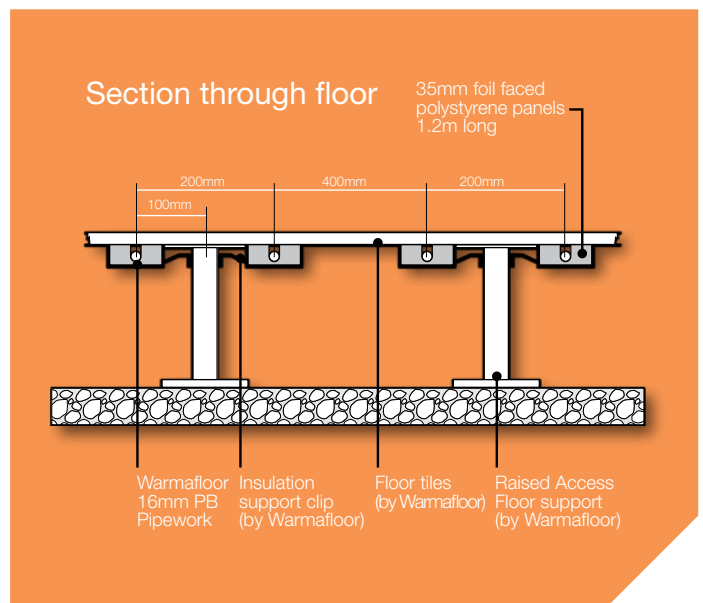 Section through floor
35mm foil faced
polystyrene panels
1.2m long
200mm
400mm
200mm
100mm
Warmafloor
16mm PB
Pipework
Insulation
support clip
(by Warmafloor)
Floor tiles
(by Warmafloor)
Raised Access
Floor support
(by Warmafloor)